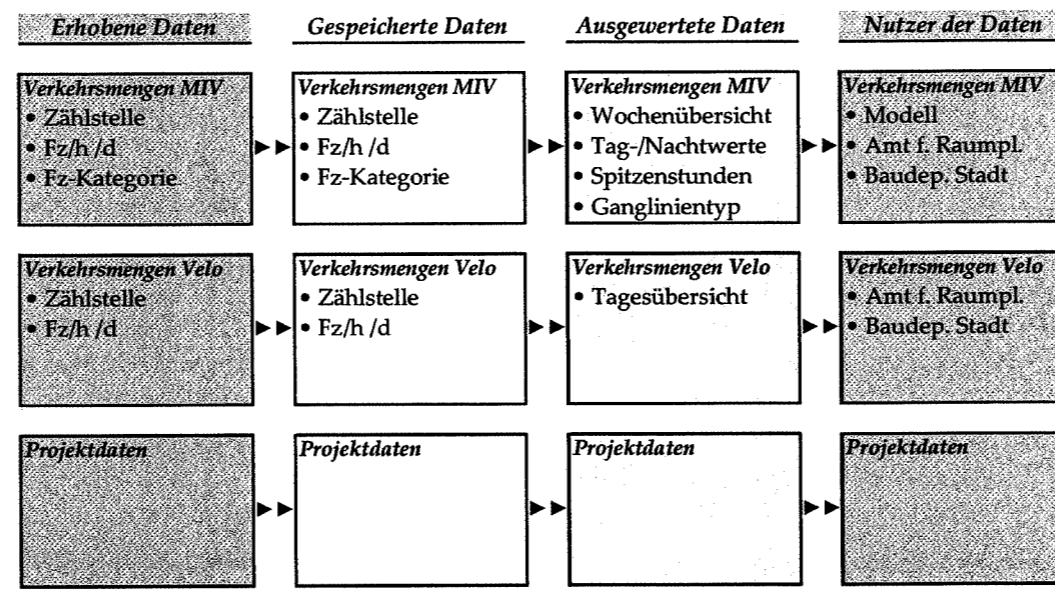 Erhobene Daten
Gespeicherte Daten
Ausgewertete Daten
Nutzer der Daten
Verkehrsmengen MIV
• Zählstelle
• Fz/h /d
• Fz-Kategorie
Verkehrsmengen MIV
• Zählstelle
• Fz/h /d
• Fz-Kategorie
Verkehrsmengen MIV
• Wochenübersicht
• Tag-/Nachtwerte
• Spitzenstunden
• Ganglinientyp
Verkehrsmengen MIV
• Modell
• Amt f. Raumpl.
• Baudep. Stadt
Verkehrsmengen Velo
• Zählstelle
• Fz/h /d
Verkehrsmengen Velo
• Zählstelle
• Fz/h /d
Verkehrsmengen Velo
• Tagesübersicht
Verkehrsmengen Velo
• Amt f. Raumpl.
• Baudep. Stadt
Projektdaten
Projektdaten
Projektdaten
Projektdaten